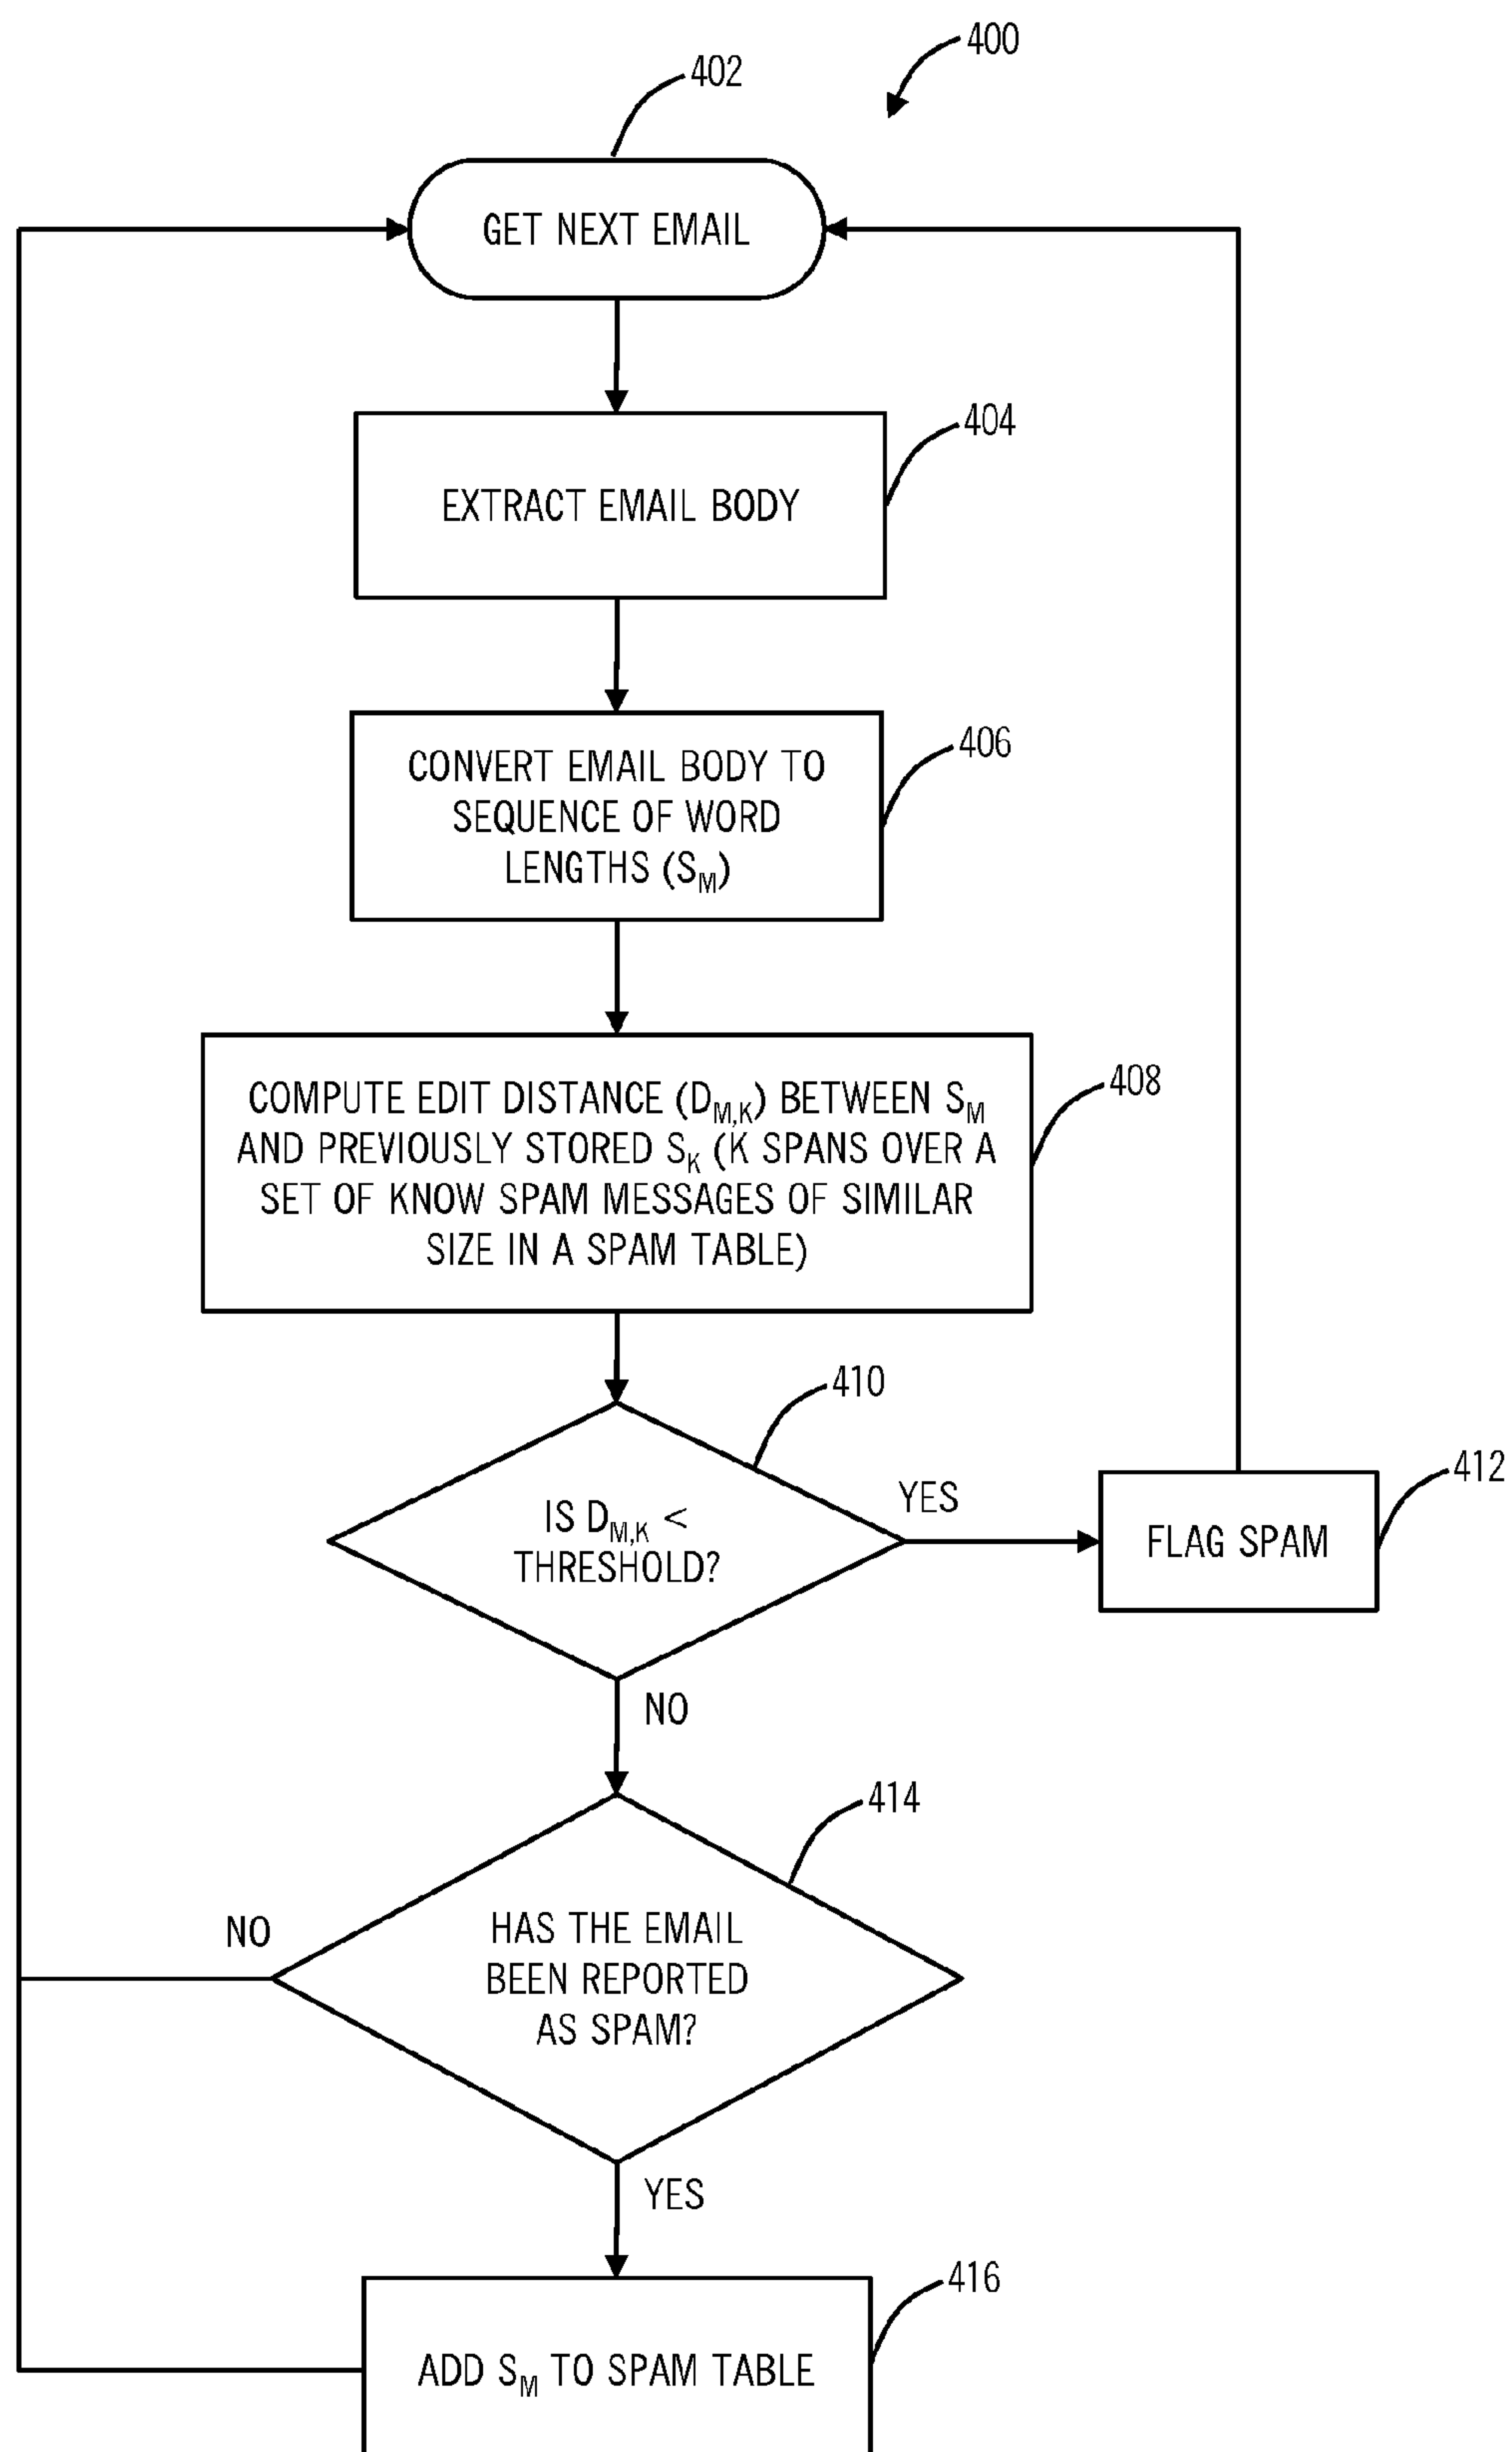 400
402
GET NEXT EMAIL
404
EXTRACT EMAIL BODY
406
CONVERT EMAIL BODY TO
SEQUENCE OF WORD
LENGTHS (SM)
408
COMPUTE EDIT DISTANCE (DM,K) BETWEEN SM
AND PREVIOUSLY STORED SK (K SPANS OVER A
SET OF KNOW SPAM MESSAGES OF SIMILAR
SIZE IN A SPAM TABLE)
410
IS DM,K <
THRESHOLD?
YES
412
FLAG SPAM
NO
414
HAS THE EMAIL
BEEN REPORTED
AS SPAM?
NO
YES
416
ADD SM TO SPAM TABLE